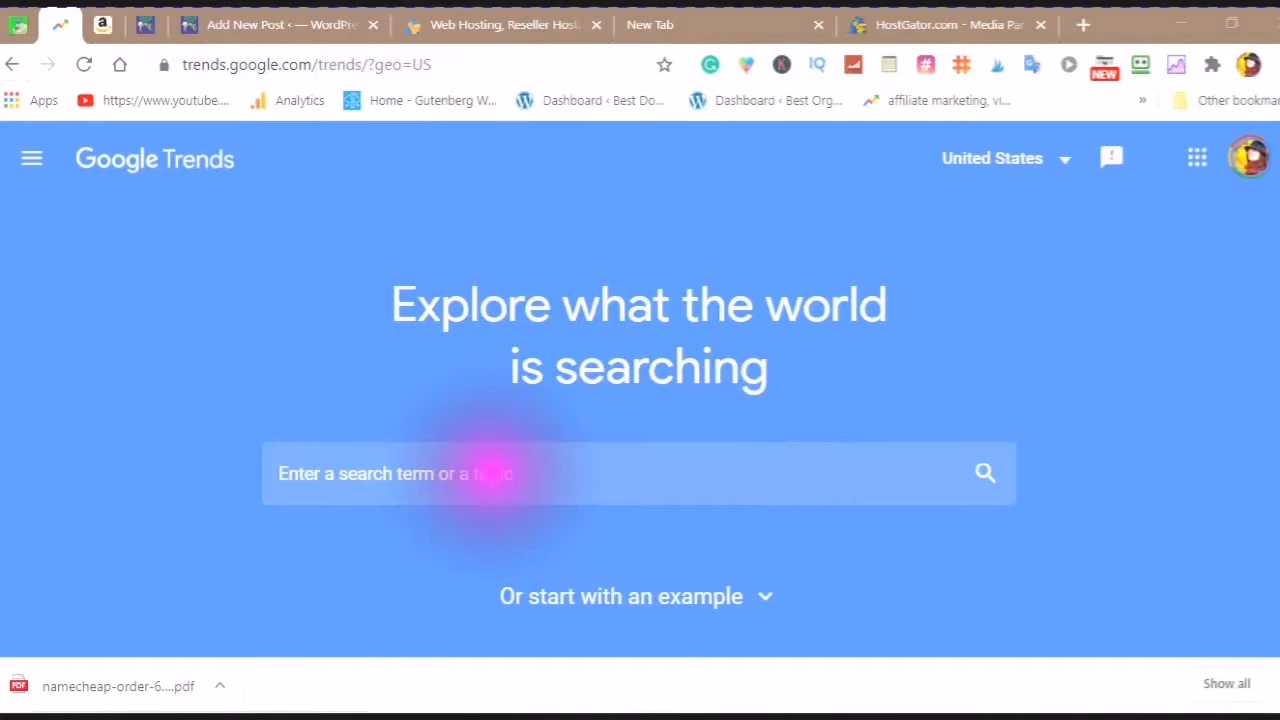 Add New Post ‹ — WordPre
Web Hosting, Reseller Host
New Tab
HostGator.com - Media Par
trends.google.com/trends/?geo=US
NEW
Apps
https://www.youtube....
Analytics
Home - Gutenberg W...
Dashboard ‹ Best Do...
Dashboard ‹ Best Org...
affiliate marketing, vi...
»
Other bookmar
Google Trends
United States
Explore what the world
is searching
Enter a search term or a topic
Or start with an example
PDF
namecheap-order-6....pdf
Show all